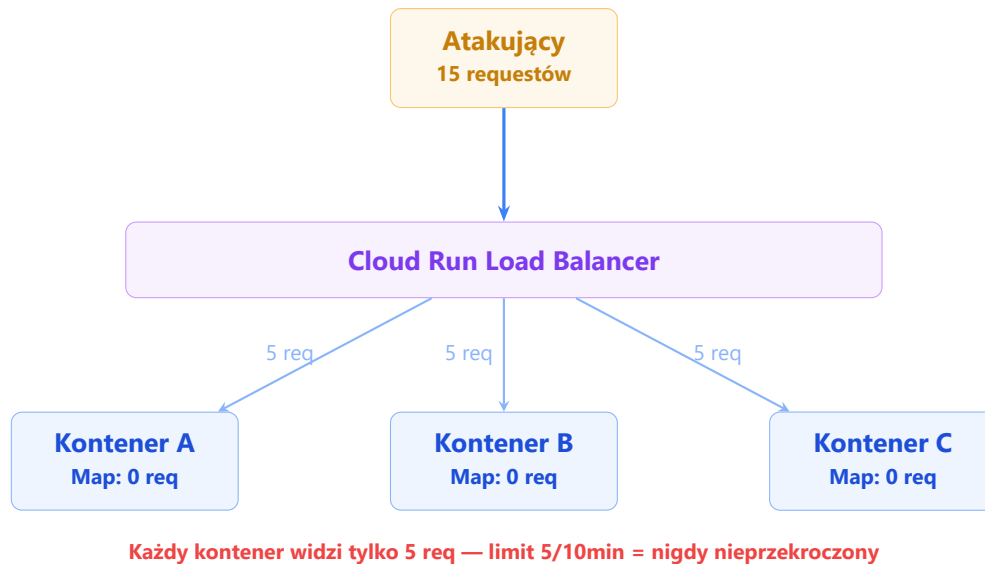 Atakujący
15 requestów
Cloud Run Load Balancer
5 req
5 req
5 req
Kontener A
Map: 0 req
Kontener B
Map: 0 req
Kontener C
Map: 0 req
Każdy kontener widzi tylko 5 req — limit 5/10min = nigdy nieprzekroczony